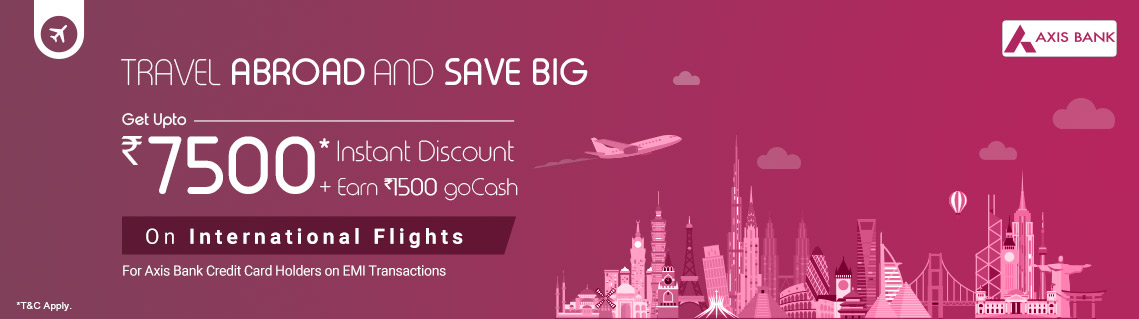 AXIS BANK
TRAVEL ABROAD AND SAVE BIG
Get Upto
₹7500* Instant Discount
+ Earn ₹1500 goCash
On International Flights
For Axis Bank Credit Card Holders on EMI Transactions
*T&C Apply.